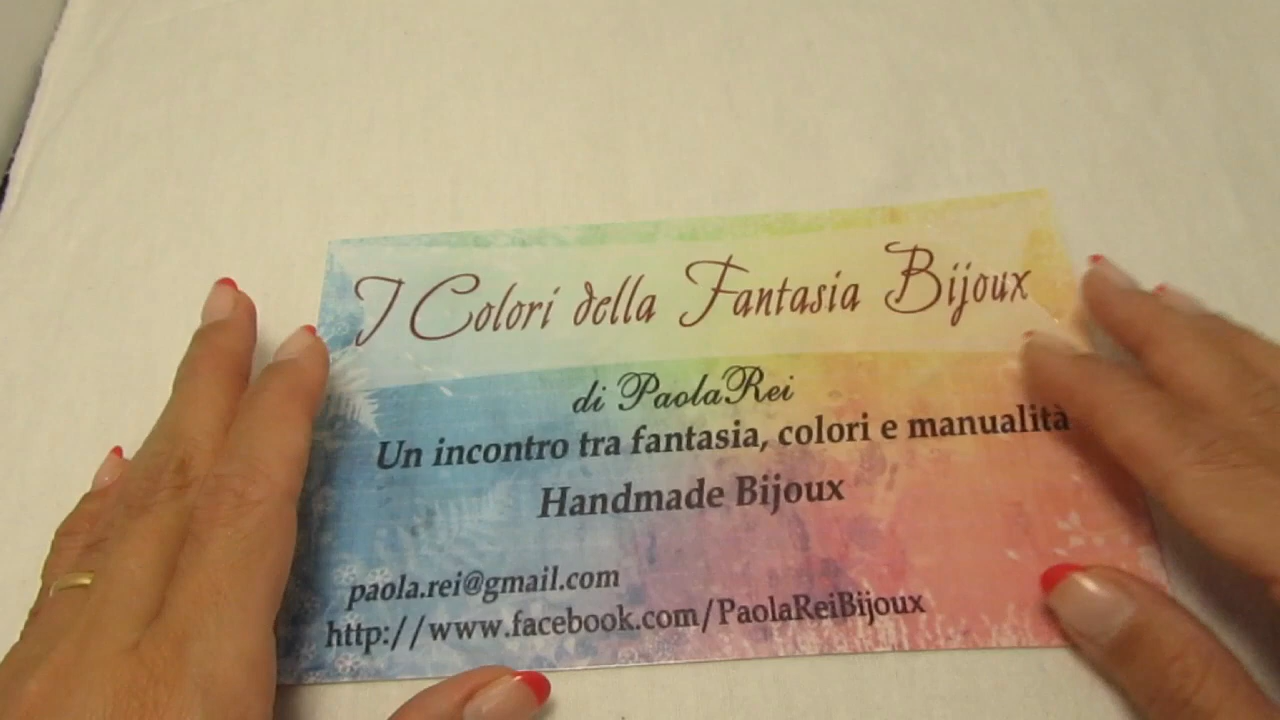 I Colori della Fantasia Bijoux
di PaolaRei
Un incontro tra fantasia, colori e manualità
Handmade Bijoux
paola.rei@gmail.com
http://www.facebook.com/PaolaReiBijoux